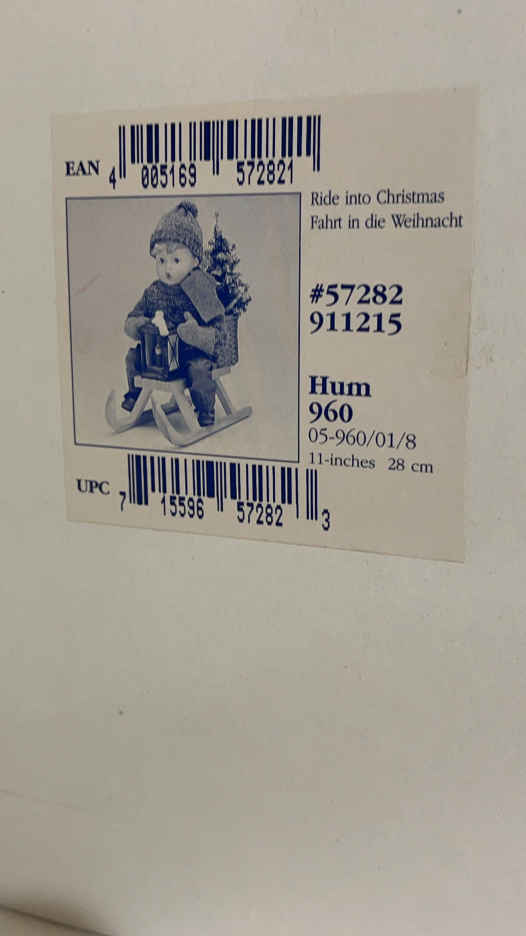 EAN
4 005169 572821
Ride into Christmas
Fahrt in die Weihnacht
#57282
911215
Hum
960
05-960/01/8
11-inches 28 cm
UPC
7 15596 57282 3